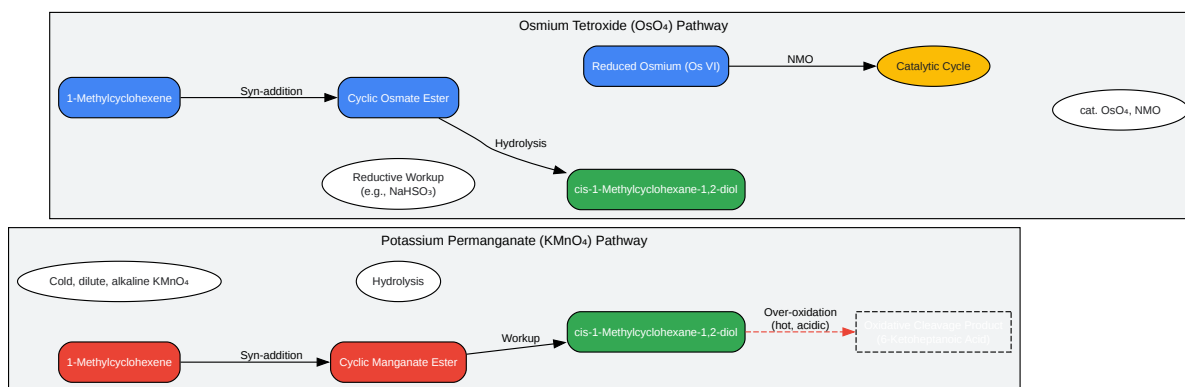 Osmium Tetroxide (OsO₄) Pathway
Reduced Osmium (Os VI)
NMO
Catalytic Cycle
1-Methylcyclohexene
Syn-addition
Cyclic Osmate Ester
cat. OsO₄, NMO
Hydrolysis
Reductive Workup
(e.g., NaHSO₃)
cis-1-Methylcyclohexane-1,2-diol
Potassium Permanganate (KMnO₄) Pathway
Cold, dilute, alkaline KMnO₄
Hydrolysis
cis-1-Methylcyclohexane-1,2-diol
Over-oxidation
(hot, acidic)
Oxidative Cleavage Product
(6-Ketoheptanoic Acid)
Workup
1-Methylcyclohexene
Syn-addition
Cyclic Manganate Ester